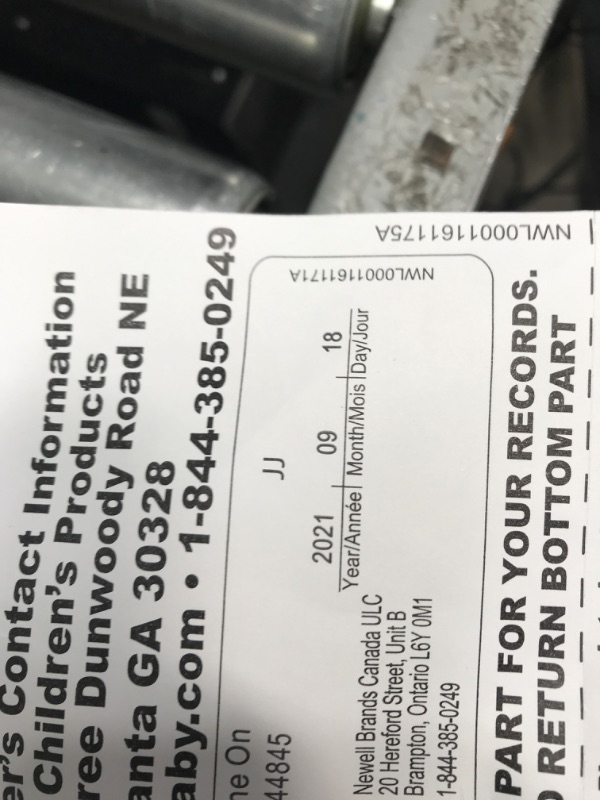 er's Contact Information
Children's Products
ree Dunwoody Road NE
anta GA 30328
aby.com • 1-844-385-0249
ne On
44845
JJ
2021 09 18
Year/Année Month/Mois Day/Jour
Newell Brands Canada ULC
20 Hereford Street, Unit B
Brampton, Ontario L6Y 0M1
1-844-385-0249
NWL0001161171A
NWL0001161175A
PART FOR YOUR RECORDS.
RETURN BOTTOM PART